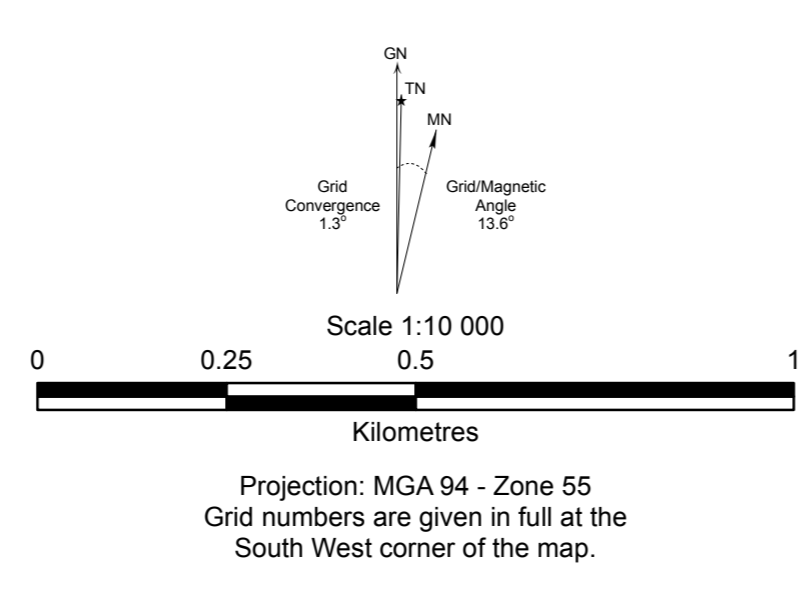 GN
TN
MN
Grid
Convergence
1.3°
Grid/Magnetic
Angle
13.6°
Scale 1:10 000
0 0.25 0.5 1
Kilometres
Projection: MGA 94 - Zone 55
Grid numbers are given in full at the
South West corner of the map.